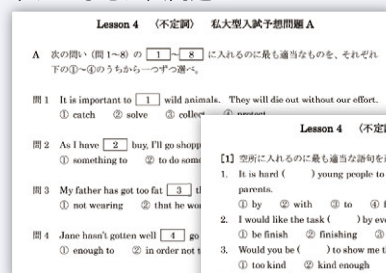 Lesson 4 〈不定詞〉 私大型入試予想問題 A
A 次の問い (問 1～8) の 1 ～ 8 に入れるのに最も適当なものを、それぞれ
下の①～④のうちから一つずつ選べ。
問 1 It is important to 1 wild animals. They will die out without our effort.
① catch ② solve ③ collect ④ protect
問 2 As I have 2 buy, I'll go shopp
① something to ② to do some
問 3 My father has got too fat 3
① not wearing ② that he
問 4 Jane hasn't gotten well 4 go
① enough to ② in order not t
Lesson 4
[1] 空所に入れるのに最も適当な語句を
1. It is hard ( ) young people to
parents.
① by ② with ③ to ④
2. I would like the task ( ) by
① be finish ② finishing ③
3. Would you be ( ) to show me t
① too kind ② kind enough